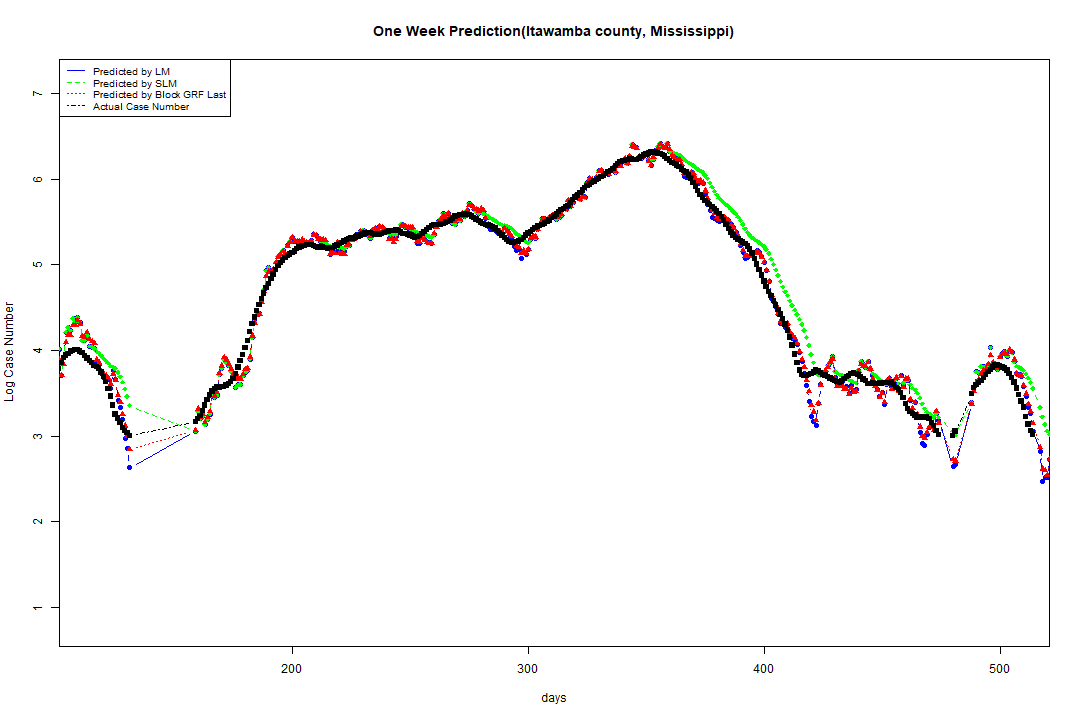 One Week Prediction(Itawamba county, Mississippi)
Predicted by LM
Predicted by SLM
Predicted by Block GRF Last
Actual Case Number
7
6
5
4
3
2
1
Log Case Number
200 300 400 500
days